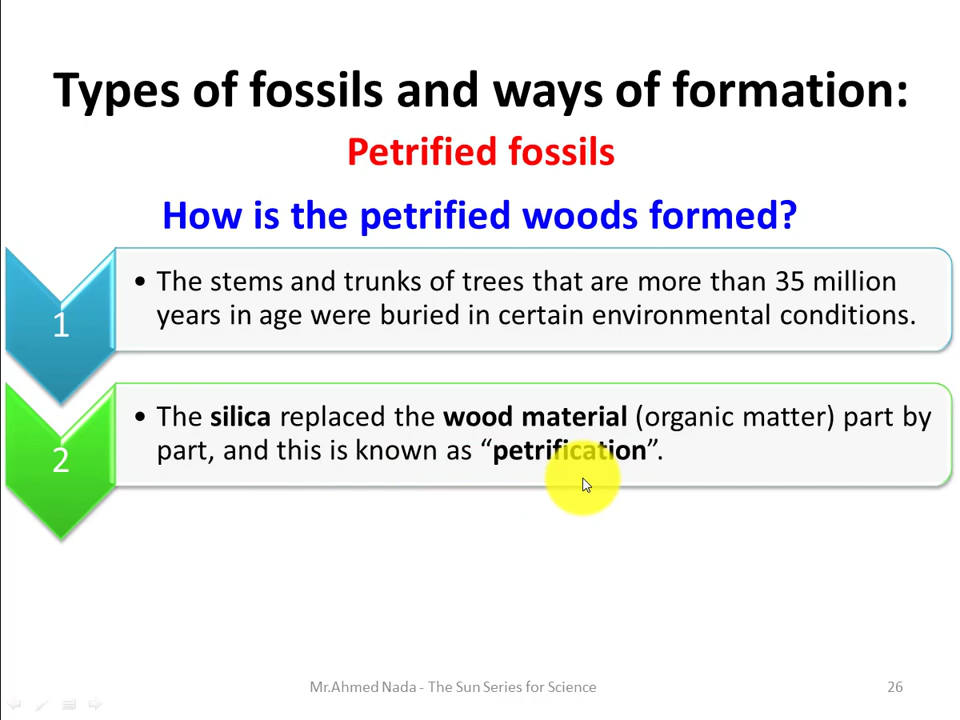 Types of fossils and ways of formation:
Petrified fossils
How is the petrified woods formed?
1
• The stems and trunks of trees that are more than 35 million
years in age were buried in certain environmental conditions.
2
• The silica replaced the wood material (organic matter) part by
part, and this is known as “petrification”.
Mr.Ahmed Nada - The Sun Series for Science
26